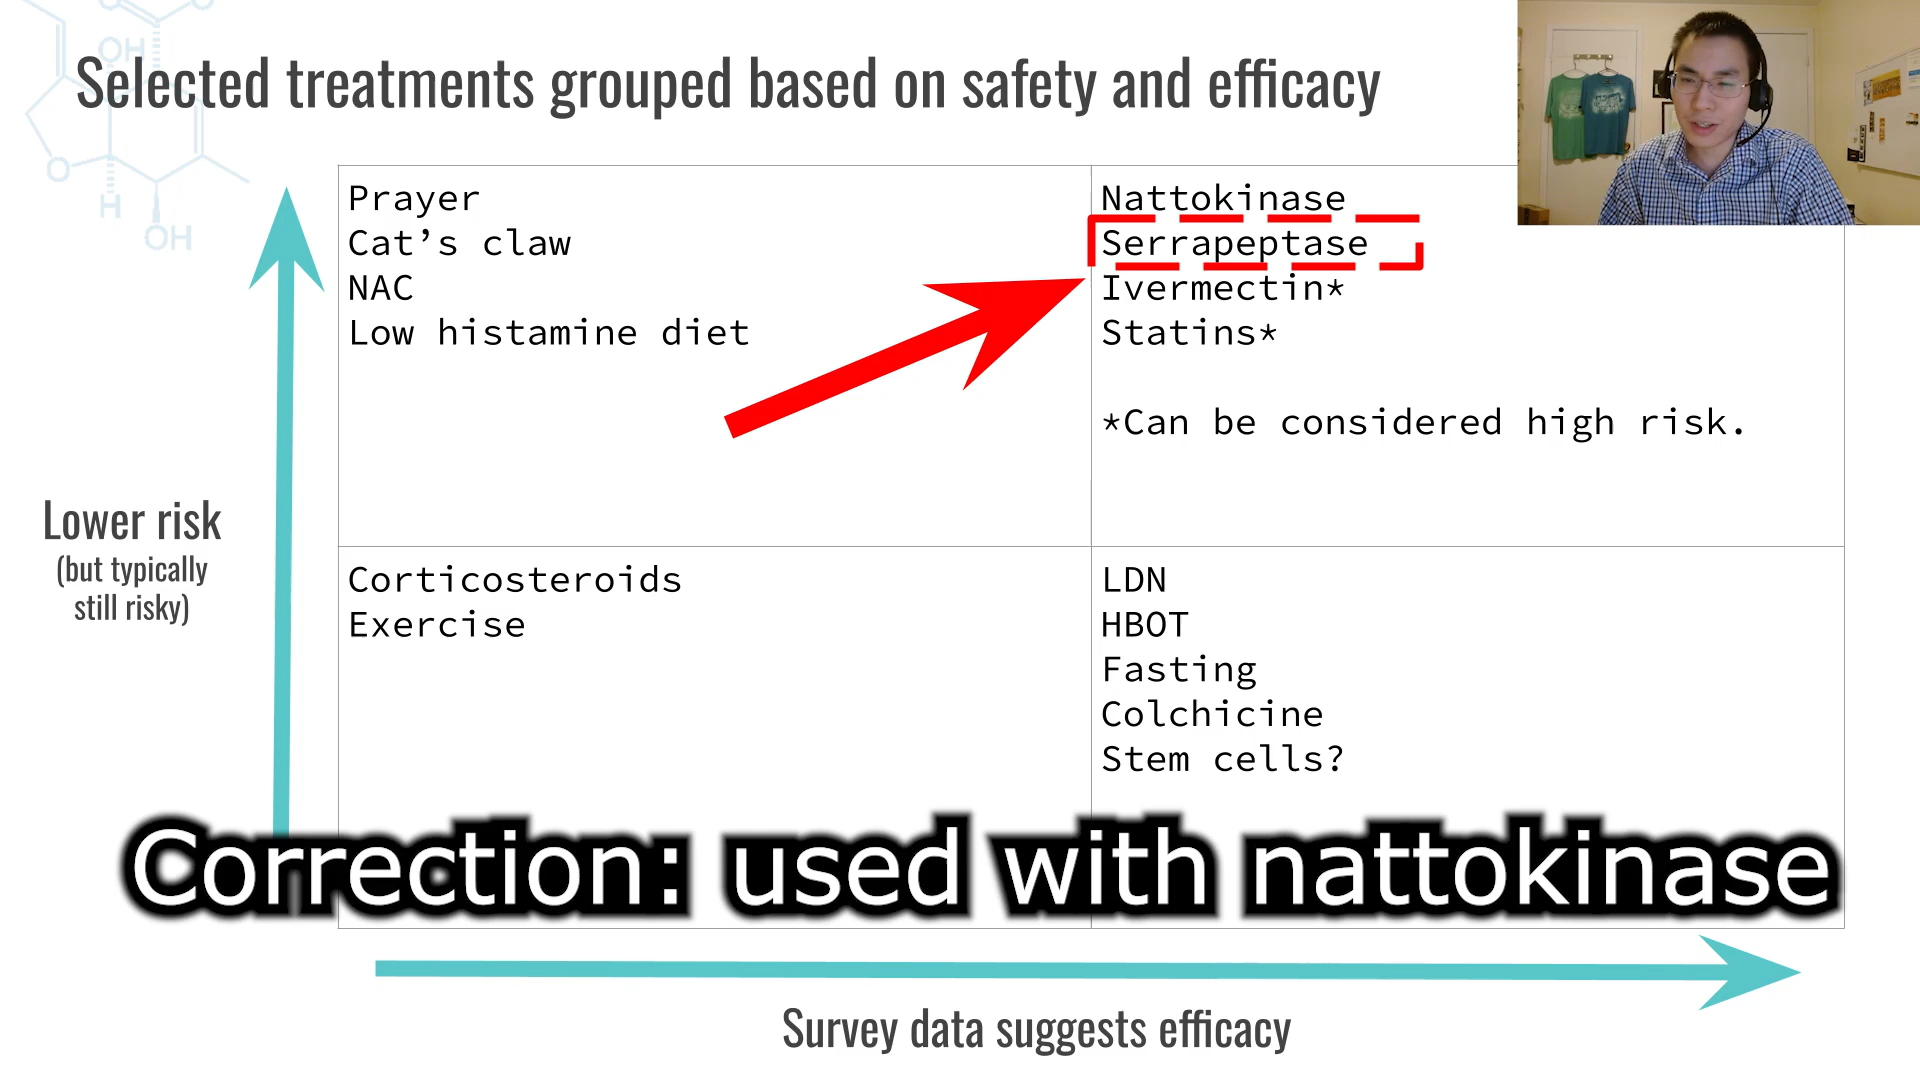 Selected treatments grouped based on safety and efficacy
OH
O
H
OH
Lower risk
(but typically
still risky)
Prayer
Cat’s claw
NAC
Low histamine diet
Nattokinase
Serrapeptase
Ivermectin*
Statins*
*Can be considered high risk.
Corticosteroids
Exercise
LDN
HBOT
Fasting
Colchicine
Stem cells?
Correction: used with nattokinase
Survey data suggests efficacy